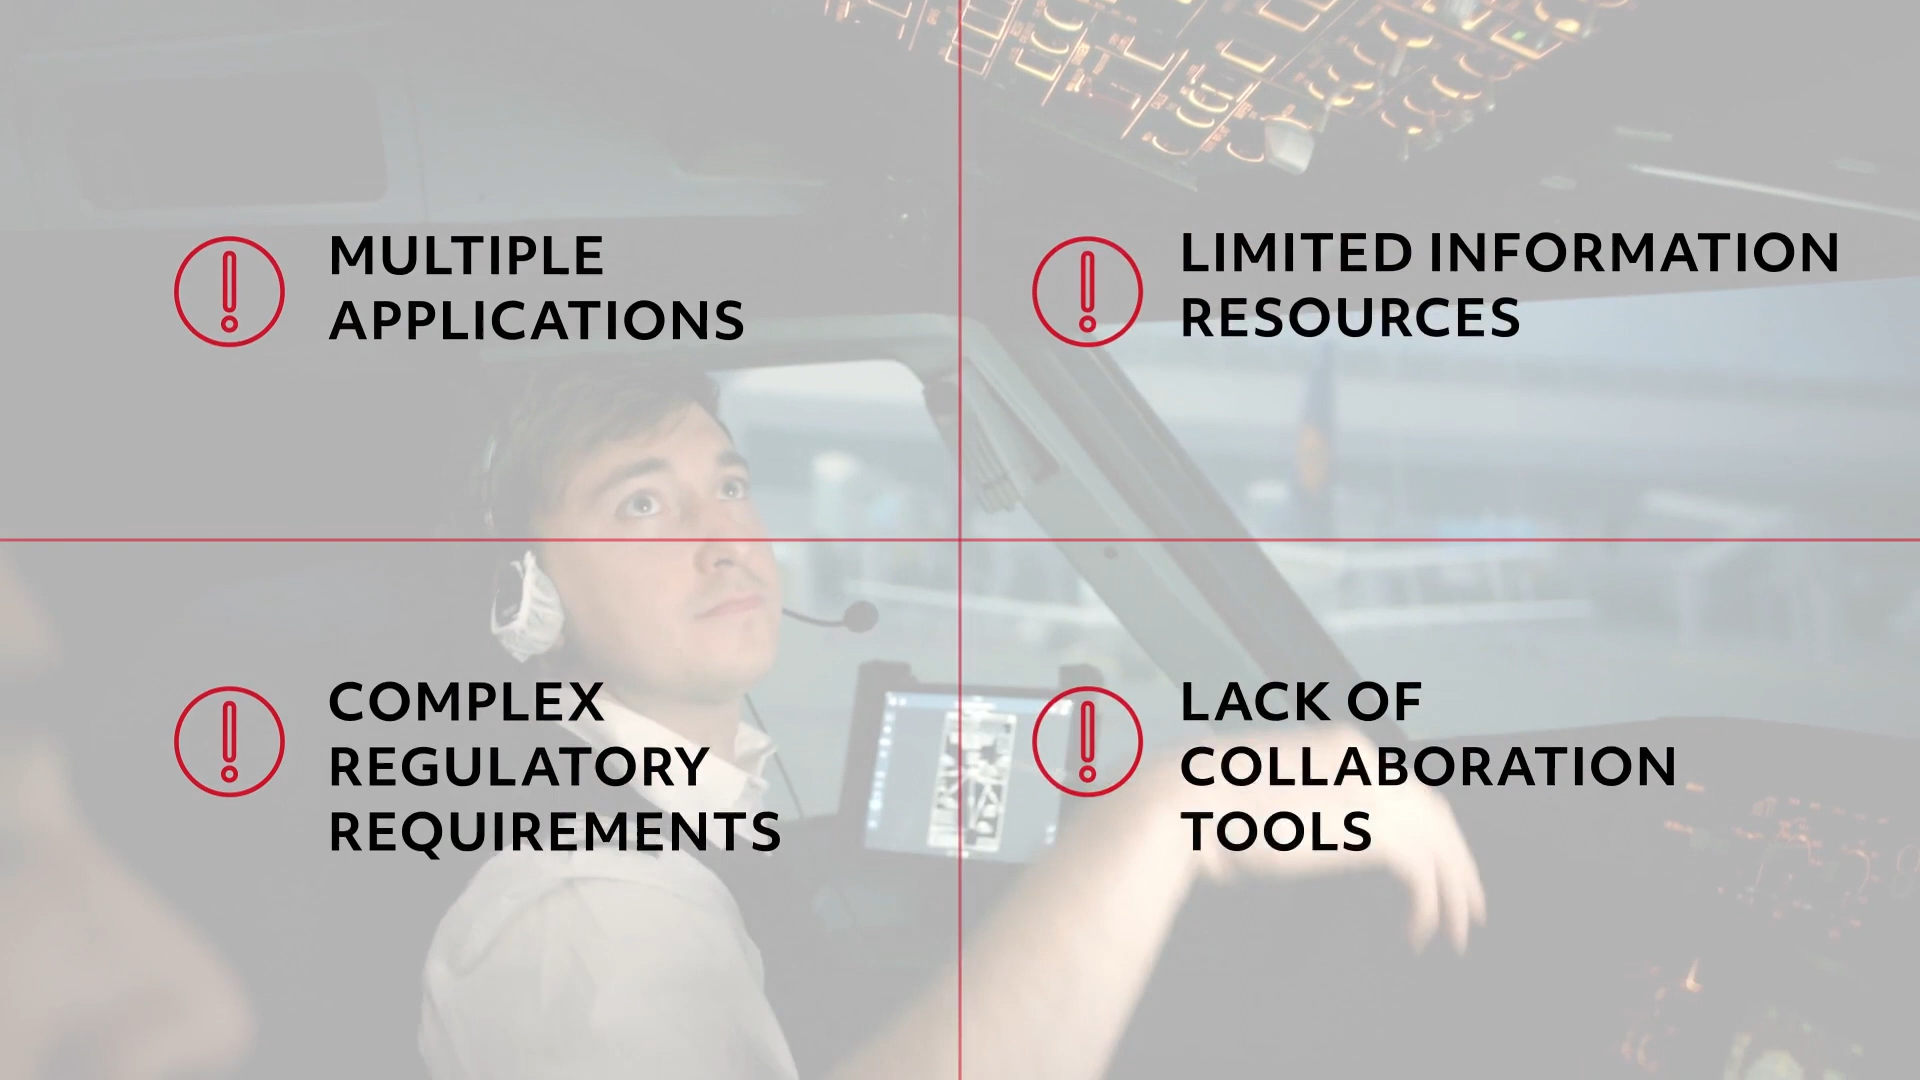 MULTIPLE
APPLICATIONS
LIMITED INFORMATION
RESOURCES
COMPLEX
REGULATORY
REQUIREMENTS
LACK OF
COLLABORATION
TOOLS